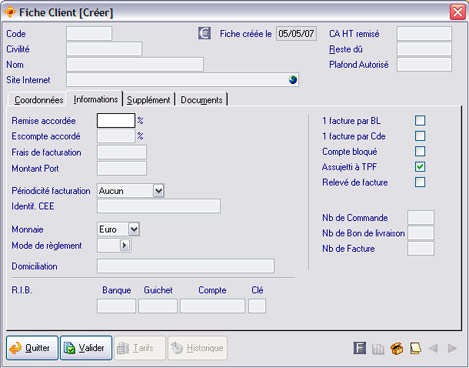 Fiche Client [Créer]
Code
Fiche créée le 05/05/07
CA HT remisé
Civilité
Reste dû
Nom
Plafond Autorisé
Site Internet
Coordonnées Informations Supplément Documents
Remise accordée %
1 facture par BL
Escompte accordé %
1 facture par Cde
Frais de facturation
Compte bloqué
Montant Port
Assujetti à TPF
Relevé de facture
Périodicité facturation Aucun
Identif. CEE
Nb de Commande
Monnaie Euro
Nb de Bon de livraison
Mode de règlement
Nb de Facture
Domiciliation
R.I.B. Banque Guichet Compte Clé
Quitter Valider Tarifs Historique